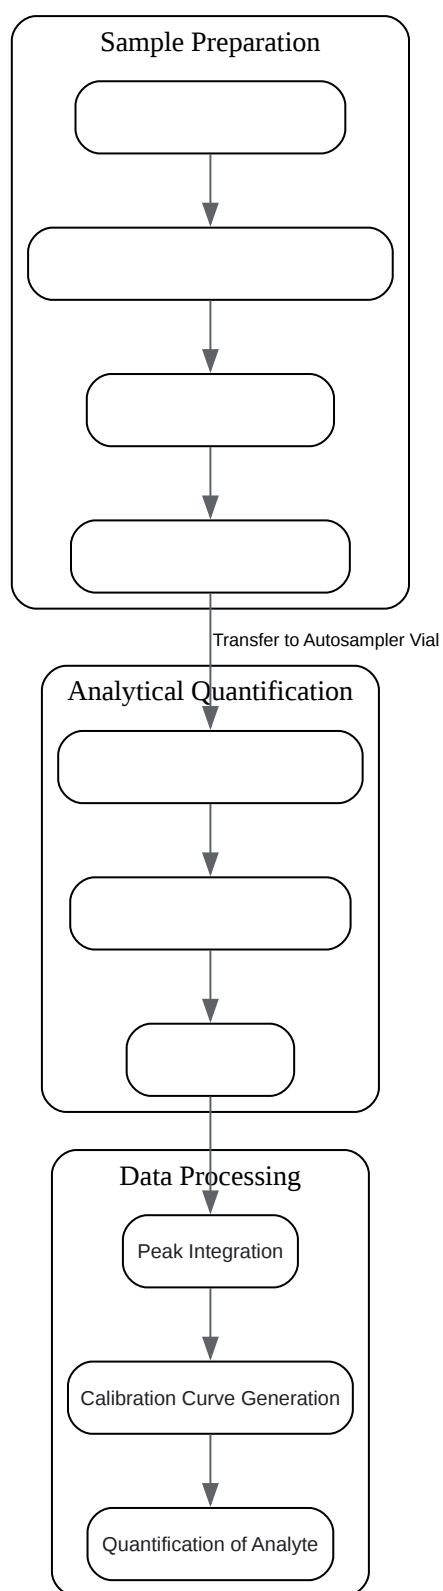 Sample Preparation
Transfer to Autosampler Vial
Analytical Quantification
Data Processing
Peak Integration
Calibration Curve Generation
Quantification of Analyte